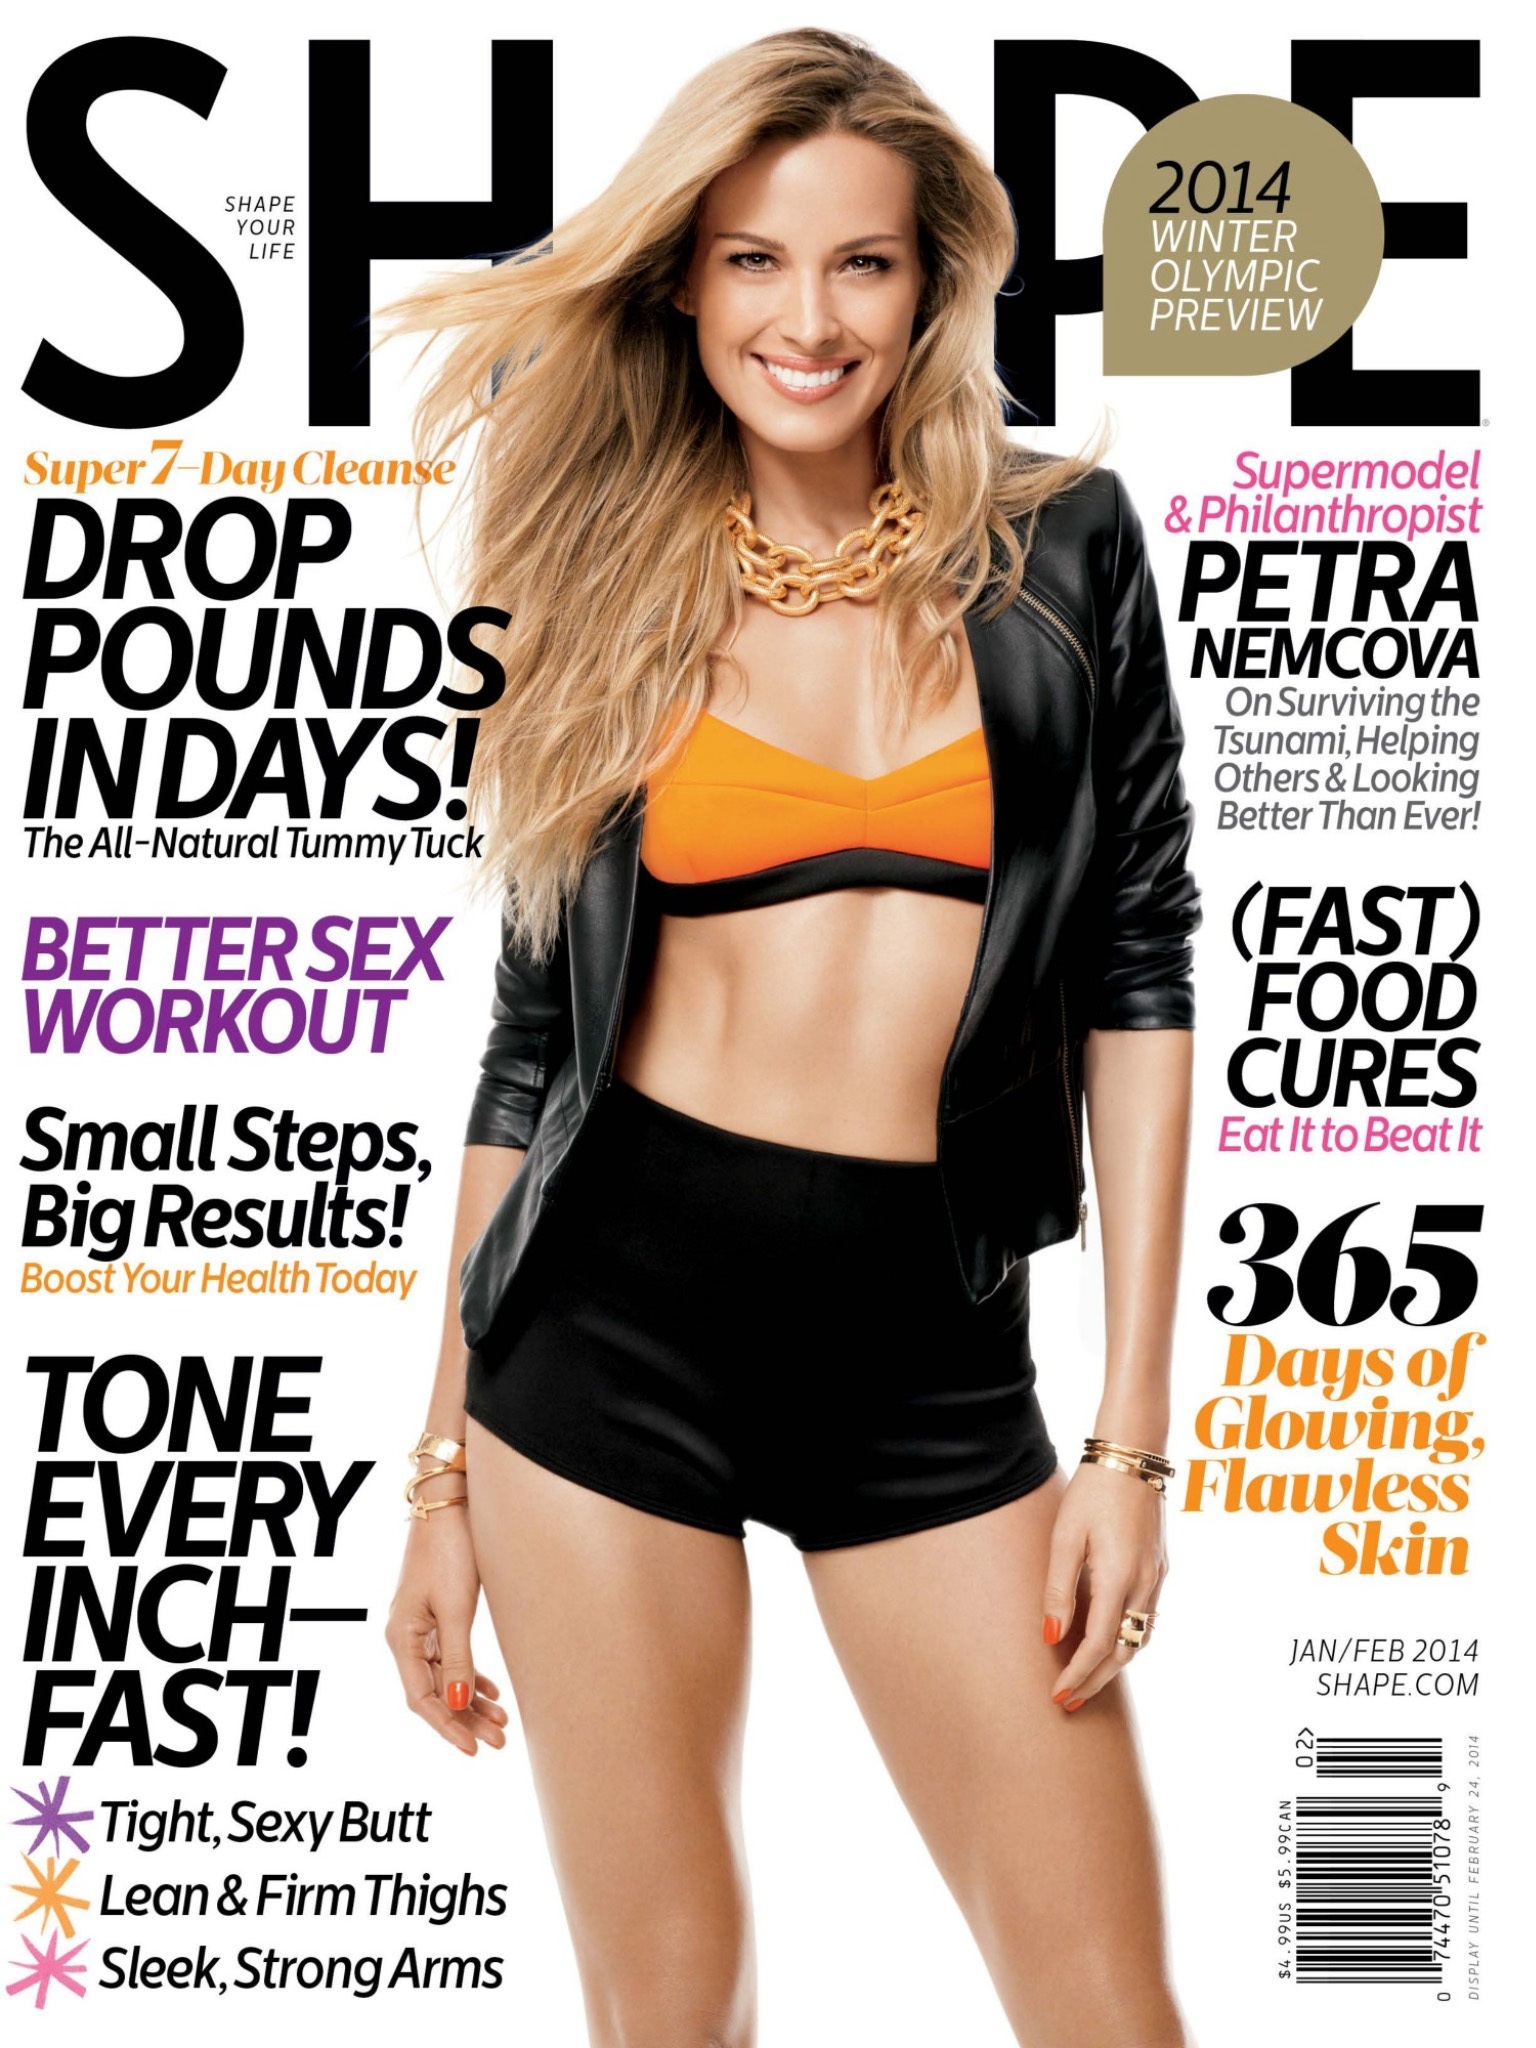 SHAPE
SHAPE
YOUR
LIFE
2014
WINTER
OLYMPIC
PREVIEW
Super 7-Day Cleanse
DROP
POUNDS
IN DAYS!
The All-Natural Tummy Tuck
BETTER SEX
WORKOUT
Small Steps,
Big Results!
Boost Your Health Today
TONE
EVERY
INCH—
FAST!
Tight, Sexy Butt
Lean & Firm Thighs
Sleek, Strong Arms
Supermodel
& Philanthropist
PETRA
NEMCOVA
On Surviving the
Tsunami, Helping
Others & Looking
Better Than Ever!
(FAST)
FOOD
CURES
Eat It to Beat It
365
Days of
Glowing,
Flawless
Skin
JAN/FEB 2014
SHAPE.COM
02>
$4.99US $5.99CAN
0 74470 51078 9
DISPLAY UNTIL FEBRUARY 24, 2014